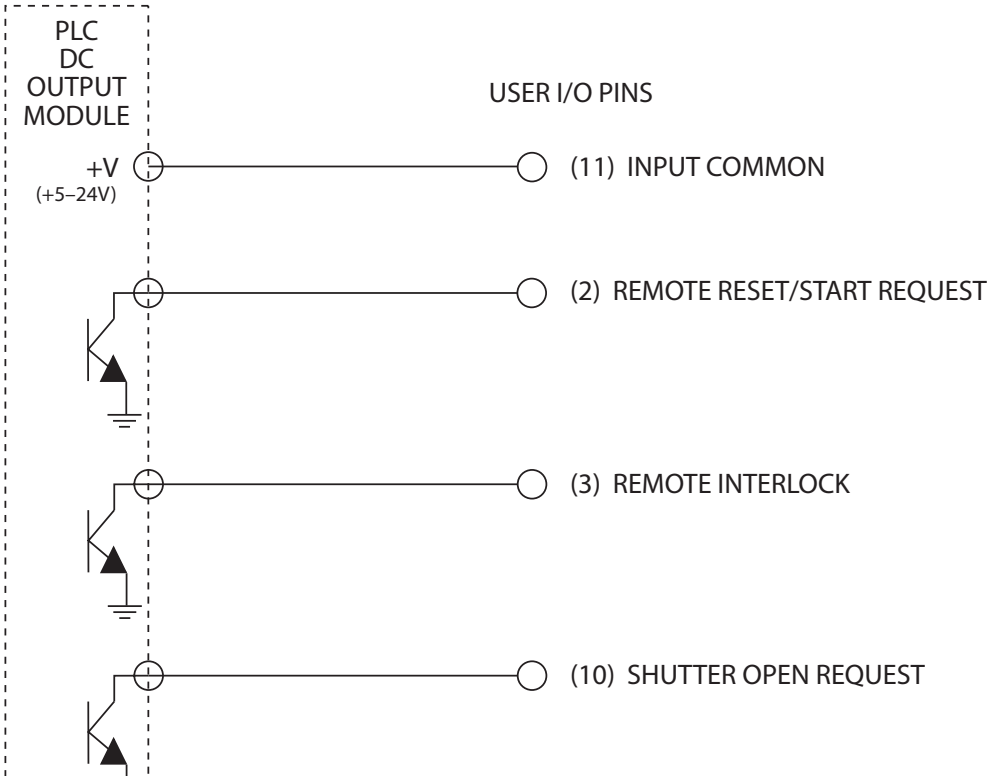 PLC
DC
OUTPUT
MODULE
USER I/O PINS
+V
(+5–24V)
(11) INPUT COMMON
(2) REMOTE RESET/START REQUEST
(3) REMOTE INTERLOCK
(10) SHUTTER OPEN REQUEST